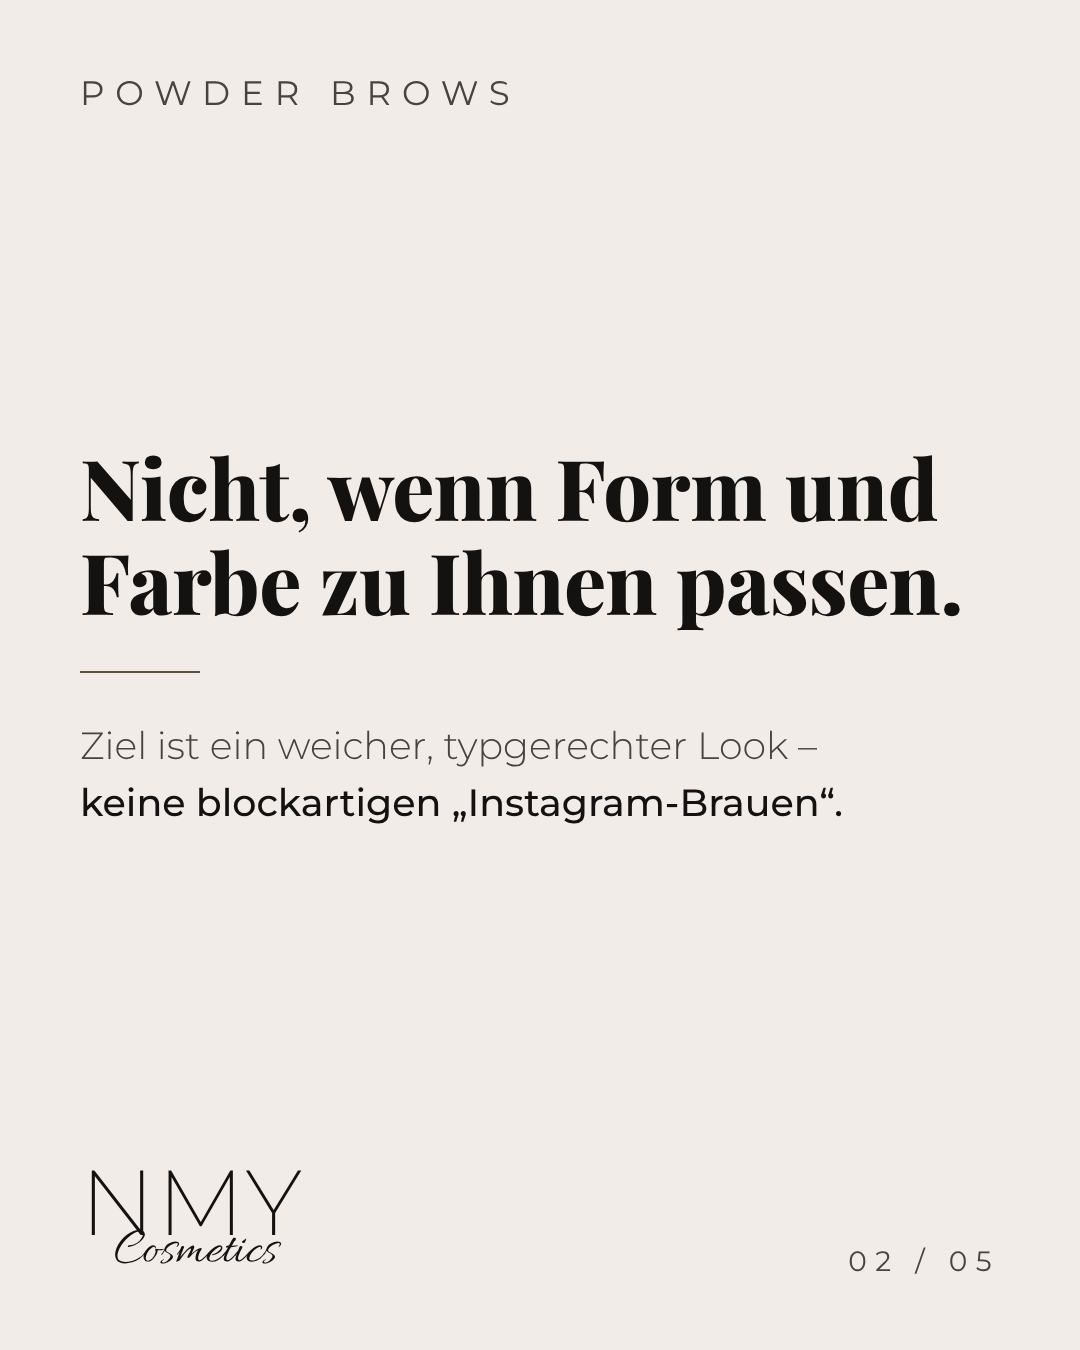 POWDER BROWS
Nicht, wenn Form und
Farbe zu Ihnen passen.
Ziel ist ein weicher, typgerechter Look –
keine blockartigen „Instagram-Brauen“.
NMY
Cosmetics
02 / 05